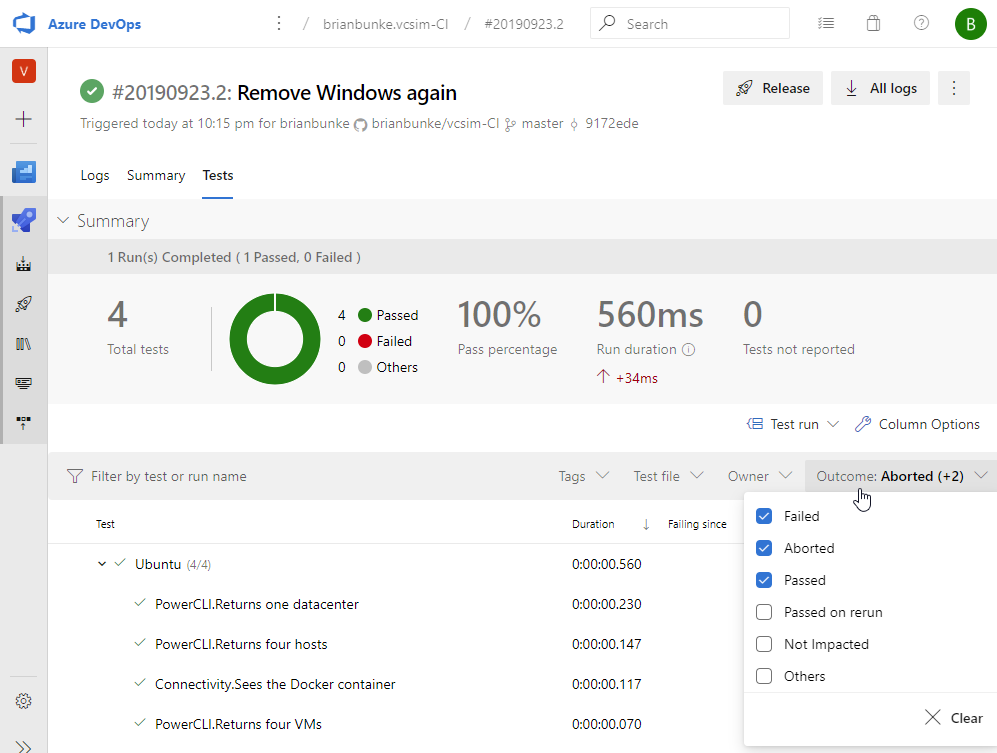 Azure DevOps / brianbunke.vcsim-CI / #20190923.2 Search B
V
#20190923.2: Remove Windows again Release All logs
Triggered today at 10:15 pm for brianbunke brianbunke/vcsim-CI master 9172ede
Logs Summary Tests
Summary
1 Run(s) Completed ( 1 Passed, 0 Failed )
4 100% 560ms 0
Total tests Pass percentage Run duration Tests not reported
4 Passed
0 Failed
0 Others
+34ms
Test run Column Options
Filter by test or run name Tags Test file Owner Outcome: Aborted (+2)
Test Duration Failing since
Ubuntu (4/4) 0:00:00.560
PowerCLI.Returns one datacenter 0:00:00.230
PowerCLI.Returns four hosts 0:00:00.147
Connectivity.Sees the Docker container 0:00:00.117
PowerCLI.Returns four VMs 0:00:00.070
Failed
Aborted
Passed
Passed on rerun
Not Impacted
Others
Clear